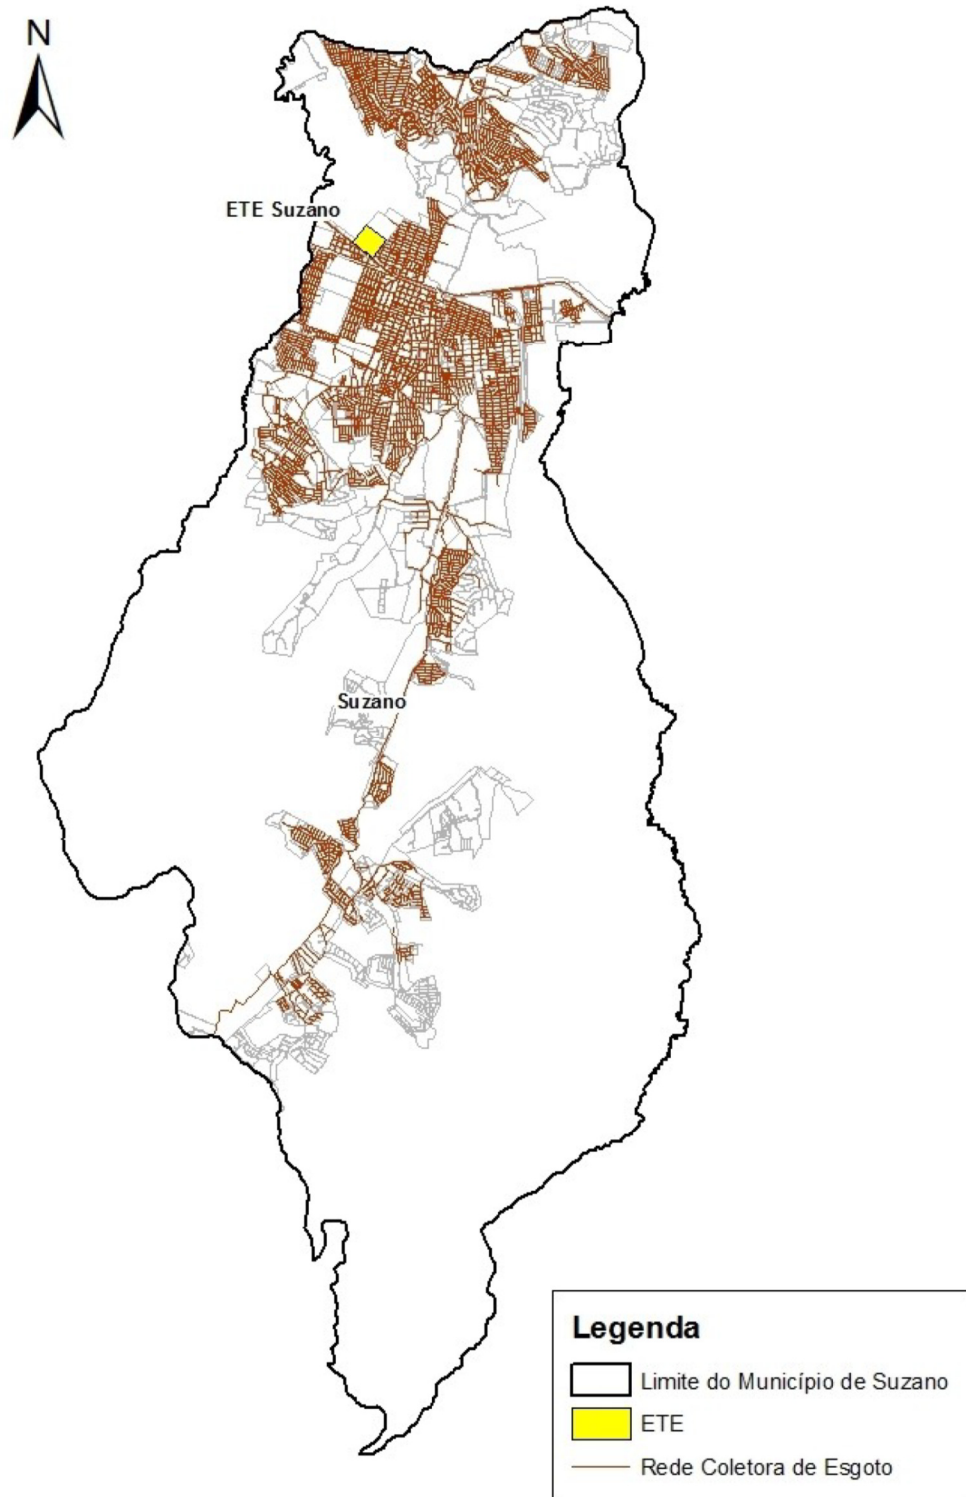 N
ETE Suzano
Suzano
Legenda
Limite do Município de Suzano
ETE
Rede Coletora de Esgoto